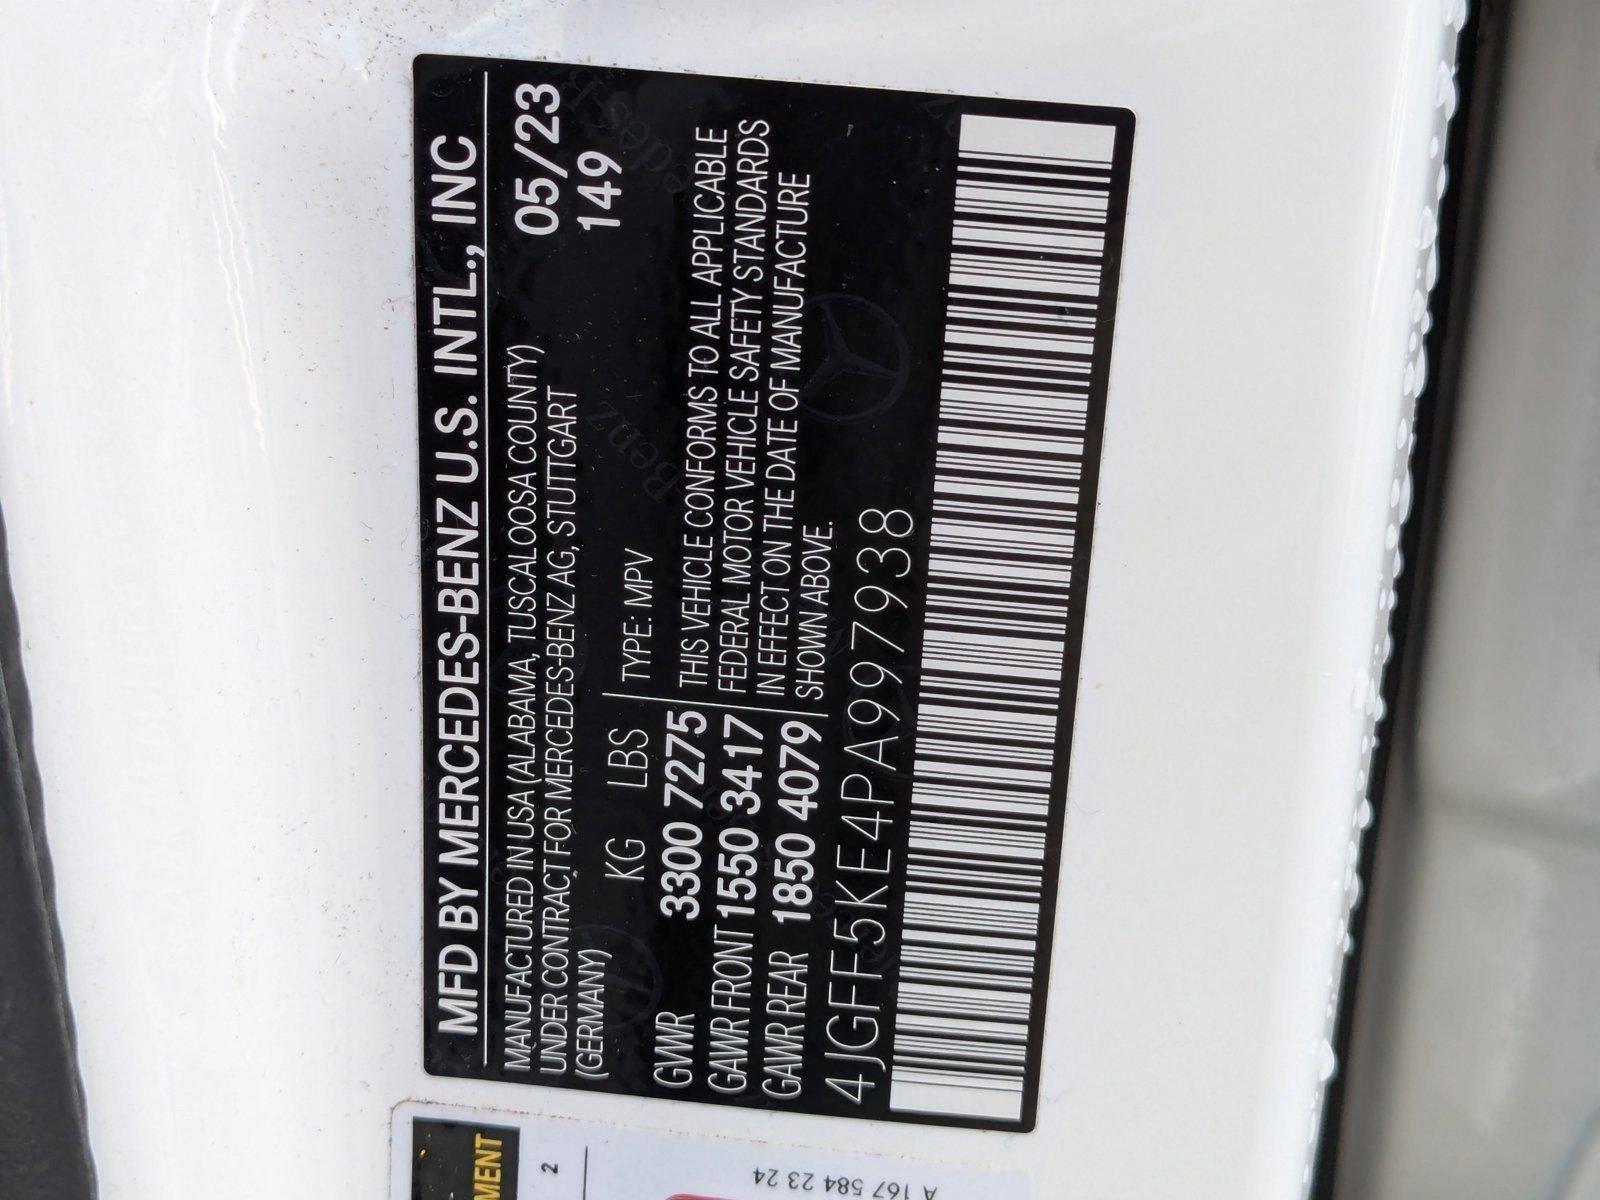 MFD BY MERCEDES-BENZ U.S. INTL., INC
MANUFACTURED IN USA (ALABAMA, TUSCALOOSA COUNTY) 05/23
UNDER CONTRACT FOR MERCEDES-BENZ AG, STUTTGART 149
(GERMANY)
KG LBS TYPE: MPV
GVWR 3300 7275 THIS VEHICLE CONFORMS TO ALL APPLICABLE
GAWR FRONT 1550 3417 FEDERAL MOTOR VEHICLE SAFETY STANDARDS
IN EFFECT ON THE DATE OF MANUFACTURE
GAWR REAR 1850 4079 SHOWN ABOVE.
4JGFF5KE4PA997938
MENT
2
A 167 584 23 24